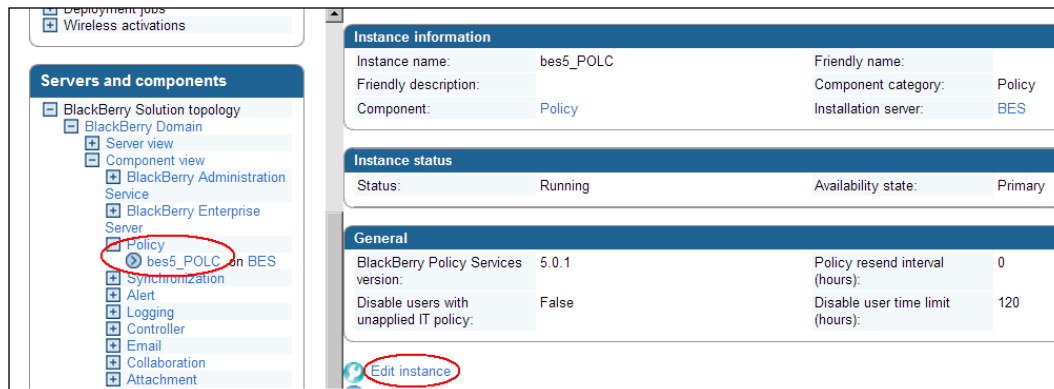 Deployment jobs
Wireless activations
Servers and components
BlackBerry Solution topology
BlackBerry Domain
Server view
Component view
BlackBerry Administration
Service
BlackBerry Enterprise
Server
Policy
bes5_POLC on BES
Synchronization
Alert
Logging
Controller
Email
Collaboration
Attachment
Instance information
Instance name: bes5_POLC Friendly name:
Friendly description: Component category: Policy
Component: Policy Installation server: BES
Instance status
Status: Running Availability state: Primary
General
BlackBerry Policy Services 5.0.1 Policy resend interval 0
version: (hours):
Disable users with False Disable user time limit 120
unapplied IT policy: (hours):
Edit instance